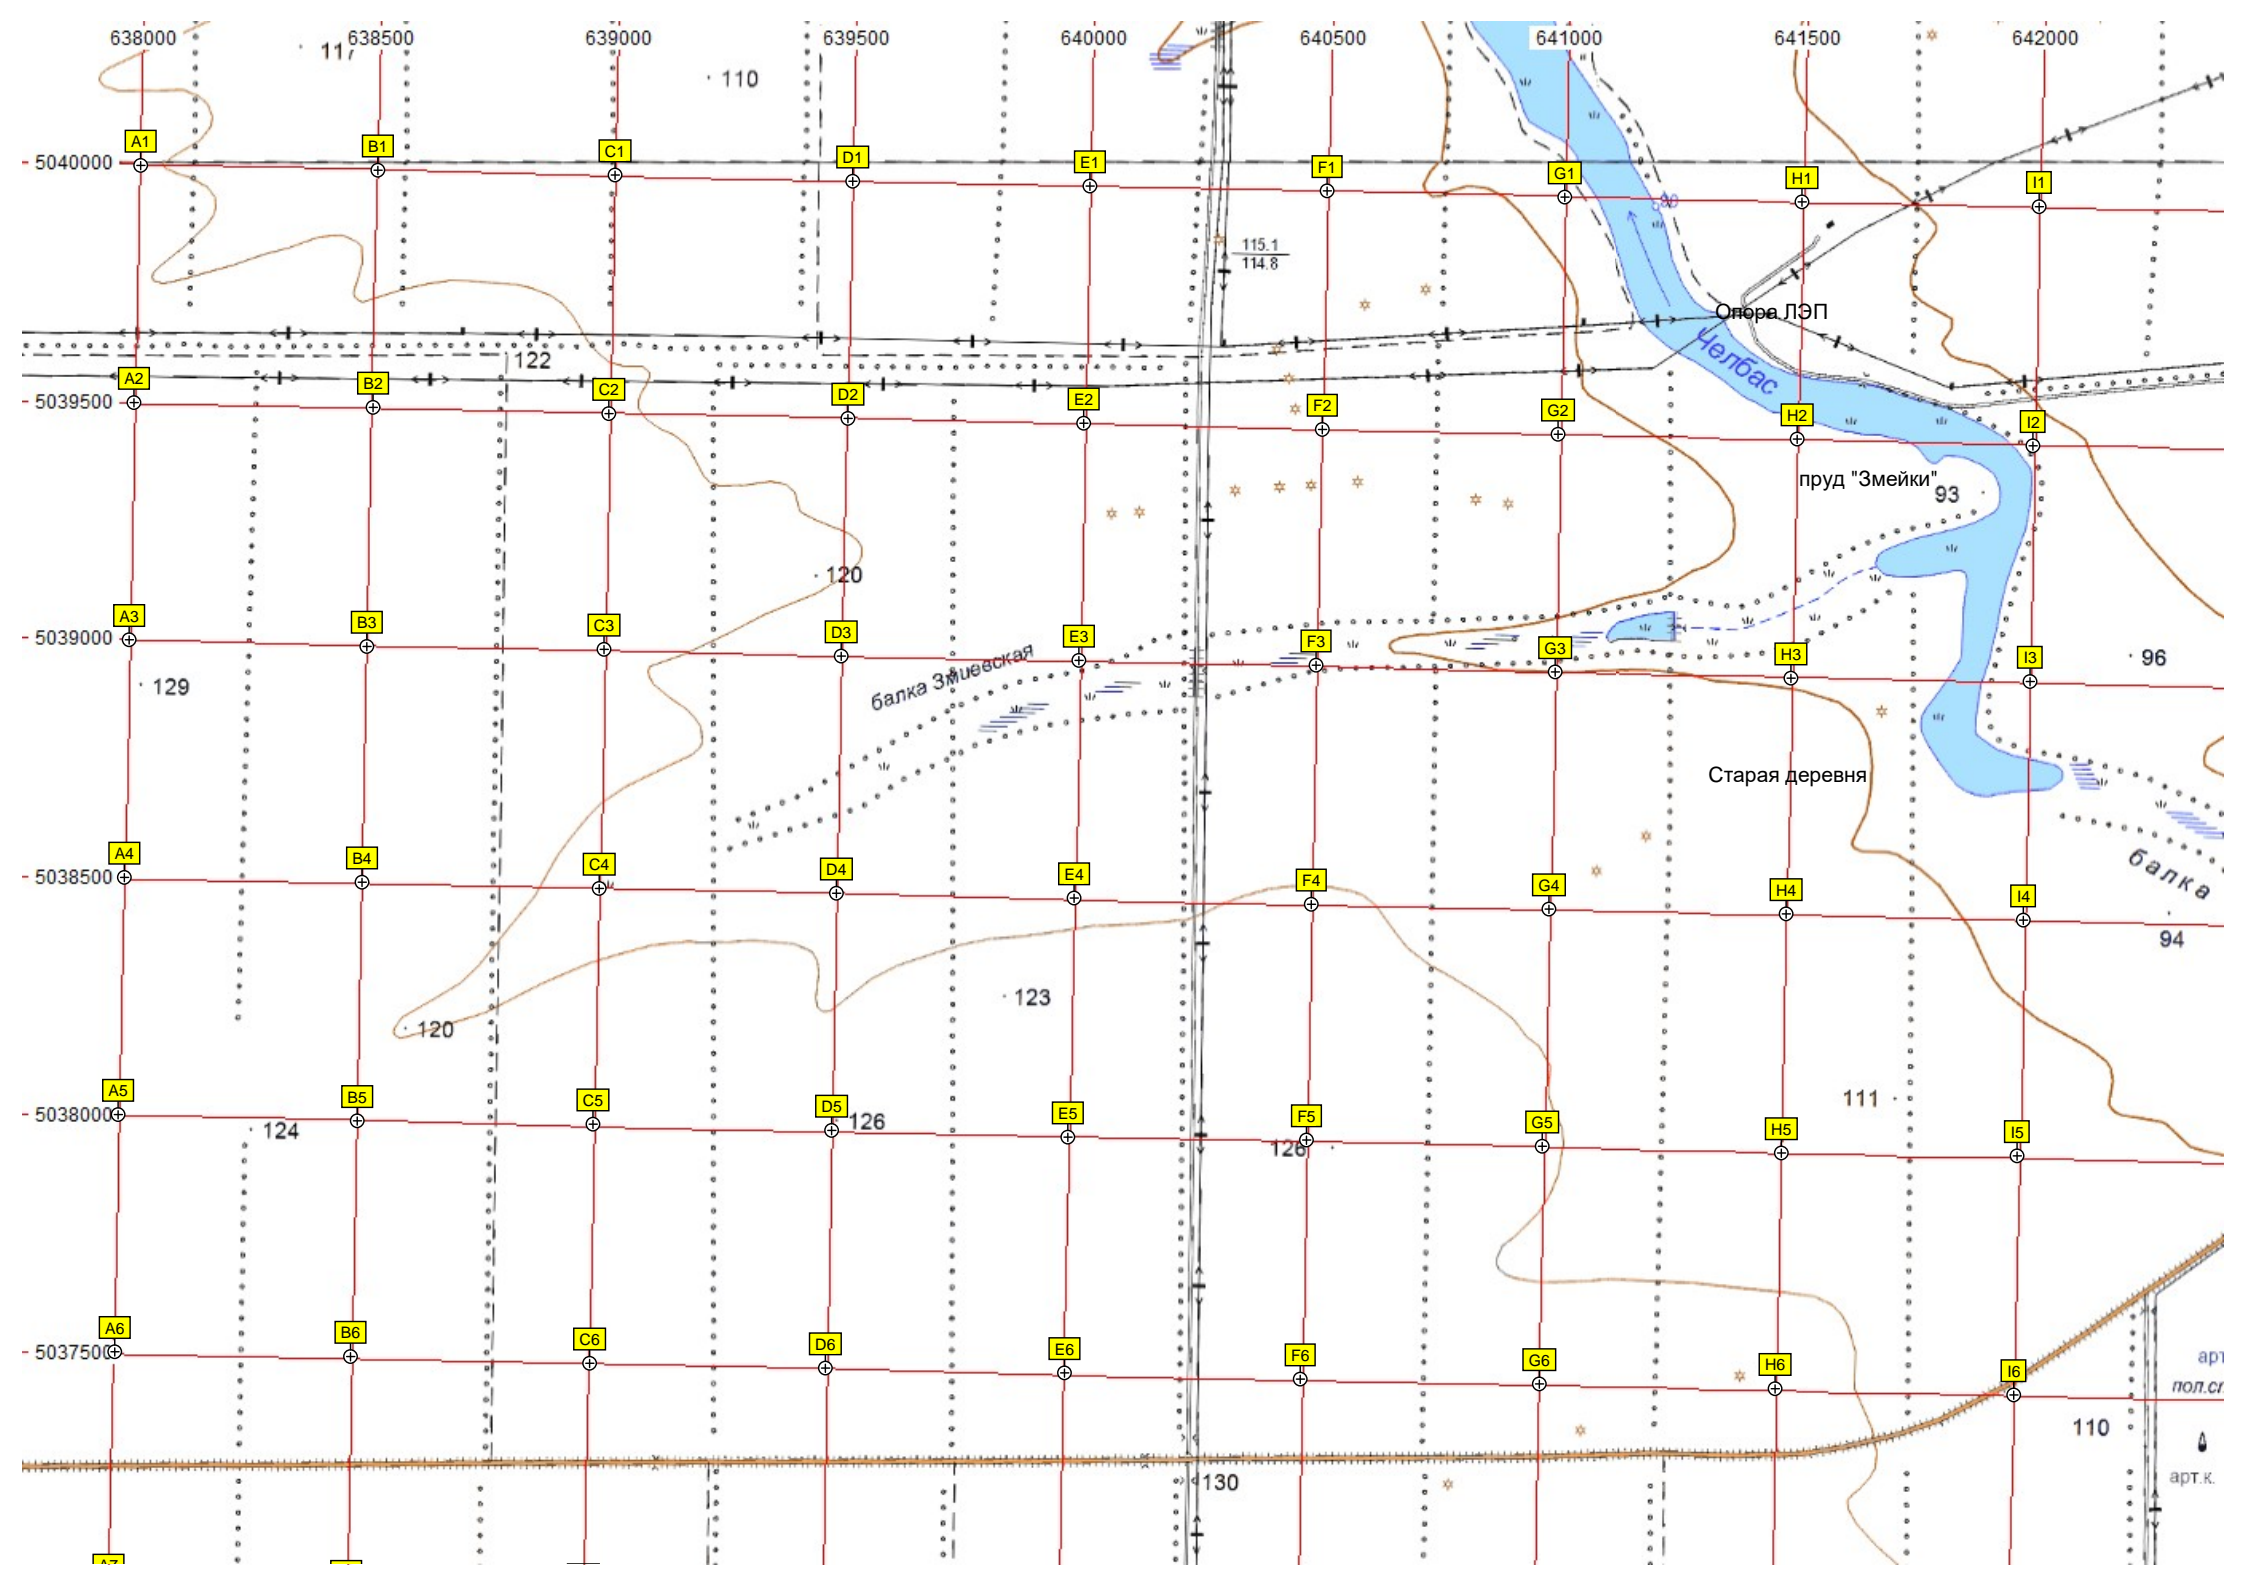 638000 638500 639000 639500 640000 640500 641000 641500 642000
117
110
A1 B1 C1 D1 E1 F1 G1 H1 I1
5040000
115.1
114.8
Опора ЛЭП
122
Челбас
A2 B2 C2 D2 E2 F2 G2 H2 I2
5039500
пруд "Змейки"
93
120
A3 B3 C3 D3 E3 F3 G3 H3 I3
5039000
балка Змиевская
96
129
Старая деревня
A4 B4 C4 D4 E4 F4 G4 H4 I4
5038500
балка
94
123
120
A5 B5 C5 D5 E5 F5 G5 H5 I5
5038000
111
126
124
126
A6 B6 C6 D6 E6 F6 G6 H6 I6
5037500
арт
пол.ст
110
арт.к.
130
A7